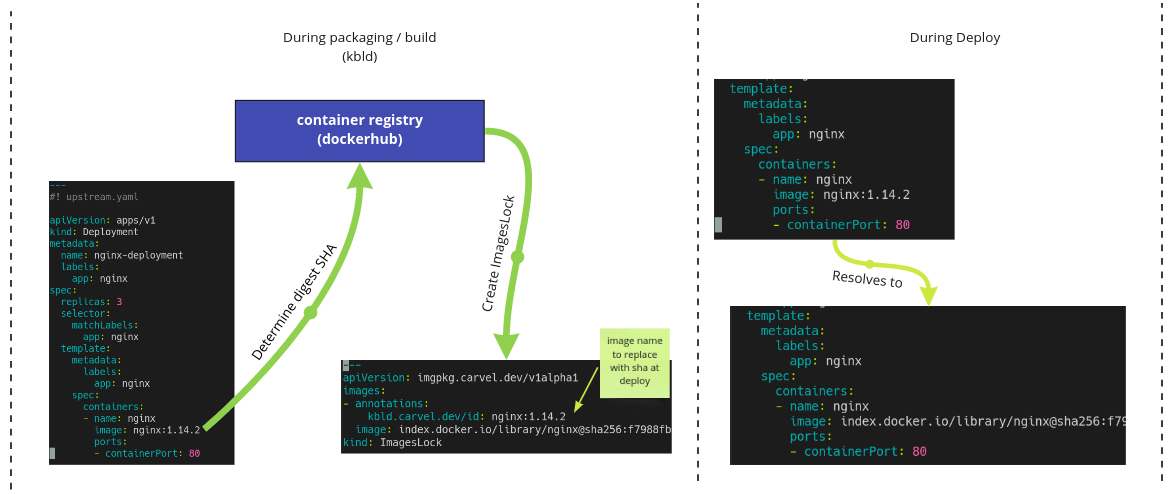 During packaging / build
(kbld)
container registry
(dockerhub)
---
#! upstream.yaml
apiVersion: apps/v1
kind: Deployment
metadata:
  name: nginx-deployment
  labels:
    app: nginx
spec:
  replicas: 3
  selector:
    matchLabels:
      app: nginx
  template:
    metadata:
      labels:
        app: nginx
    spec:
      containers:
      - name: nginx
        image: nginx:1.14.2
        ports:
        - containerPort: 80
Determine digest SHA
Create ImagesLock
image name
to replace
with sha at
deploy
---
apiVersion: imgpkg.carvel.dev/v1alpha1
images:
- annotations:
    kbld.carvel.dev/id: nginx:1.14.2
  image: index.docker.io/library/nginx@sha256:f7988fb
kind: ImagesLock
During Deploy
template:
  metadata:
    labels:
      app: nginx
  spec:
    containers:
    - name: nginx
      image: nginx:1.14.2
      ports:
      - containerPort: 80
Resolves to
template:
  metadata:
    labels:
      app: nginx
  spec:
    containers:
    - name: nginx
      image: index.docker.io/library/nginx@sha256:f79
      ports:
      - containerPort: 80